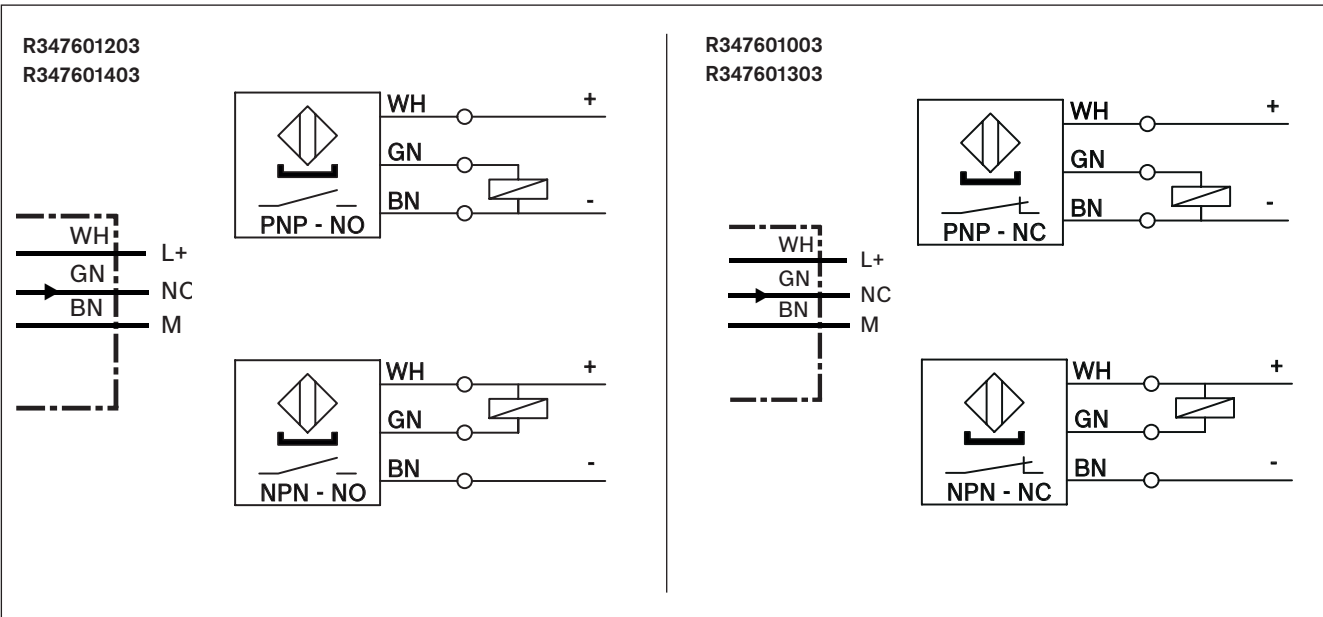 R347601203
R347601403
WH
+
GN
BN
-
PNP - NO
WH
L+
GN
NC
BN
M
WH
+
GN
BN
-
NPN - NO
R347601003
R347601303
WH
+
GN
BN
-
PNP - NC
WH
L+
GN
NC
BN
M
WH
+
GN
BN
-
NPN - NC